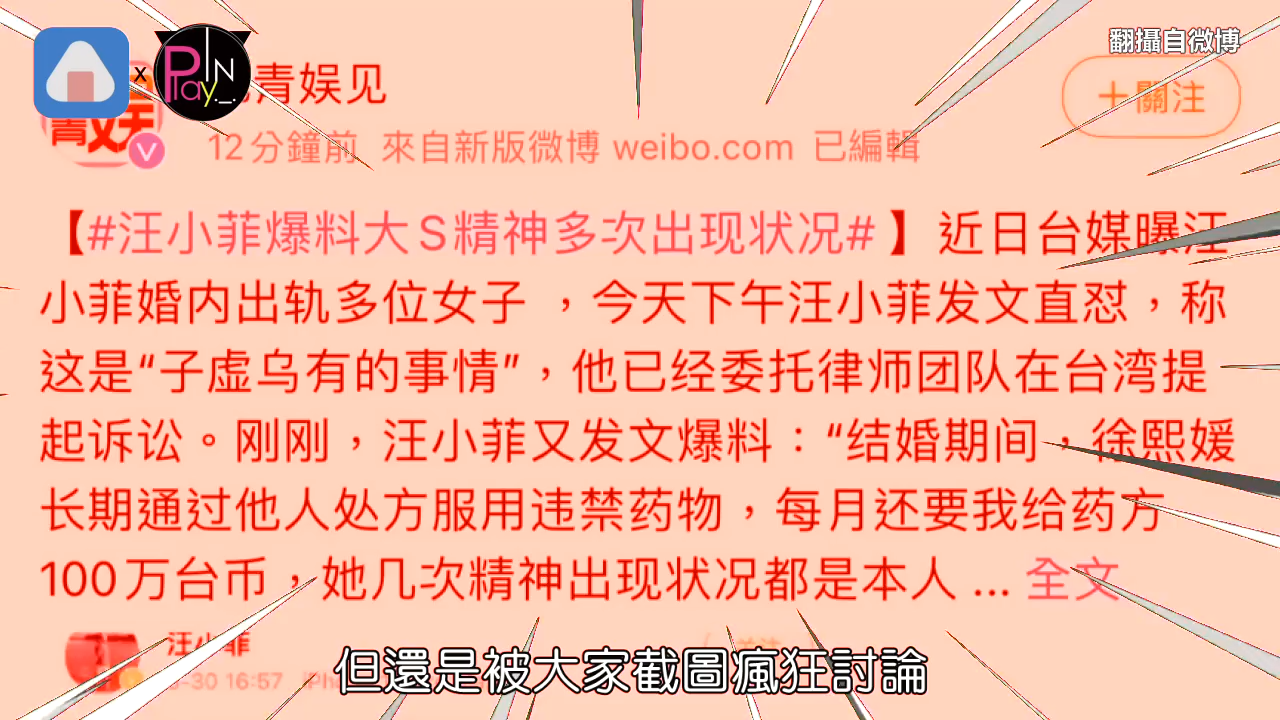 翻攝自微博
x PlayIN
青娱见
+關注
12分鐘前 來自新版微博 weibo.com 已編輯
青娱
V
【#汪小菲爆料大S精神多次出现状况#】近日台媒曝汪
小菲婚内出轨多位女子，今天下午汪小菲发文直怼，称
这是“子虚乌有的事情”，他已经委托律师团队在台湾提
起诉讼。刚刚，汪小菲又发文爆料：“结婚期间，徐熙媛
长期通过他人处方服用违禁药物，每月还要我给药方
100万台币，她几次精神出现状况都是本人 ... 全文
汪小菲
-30 16:57
但還是被大家截圖瘋狂討論